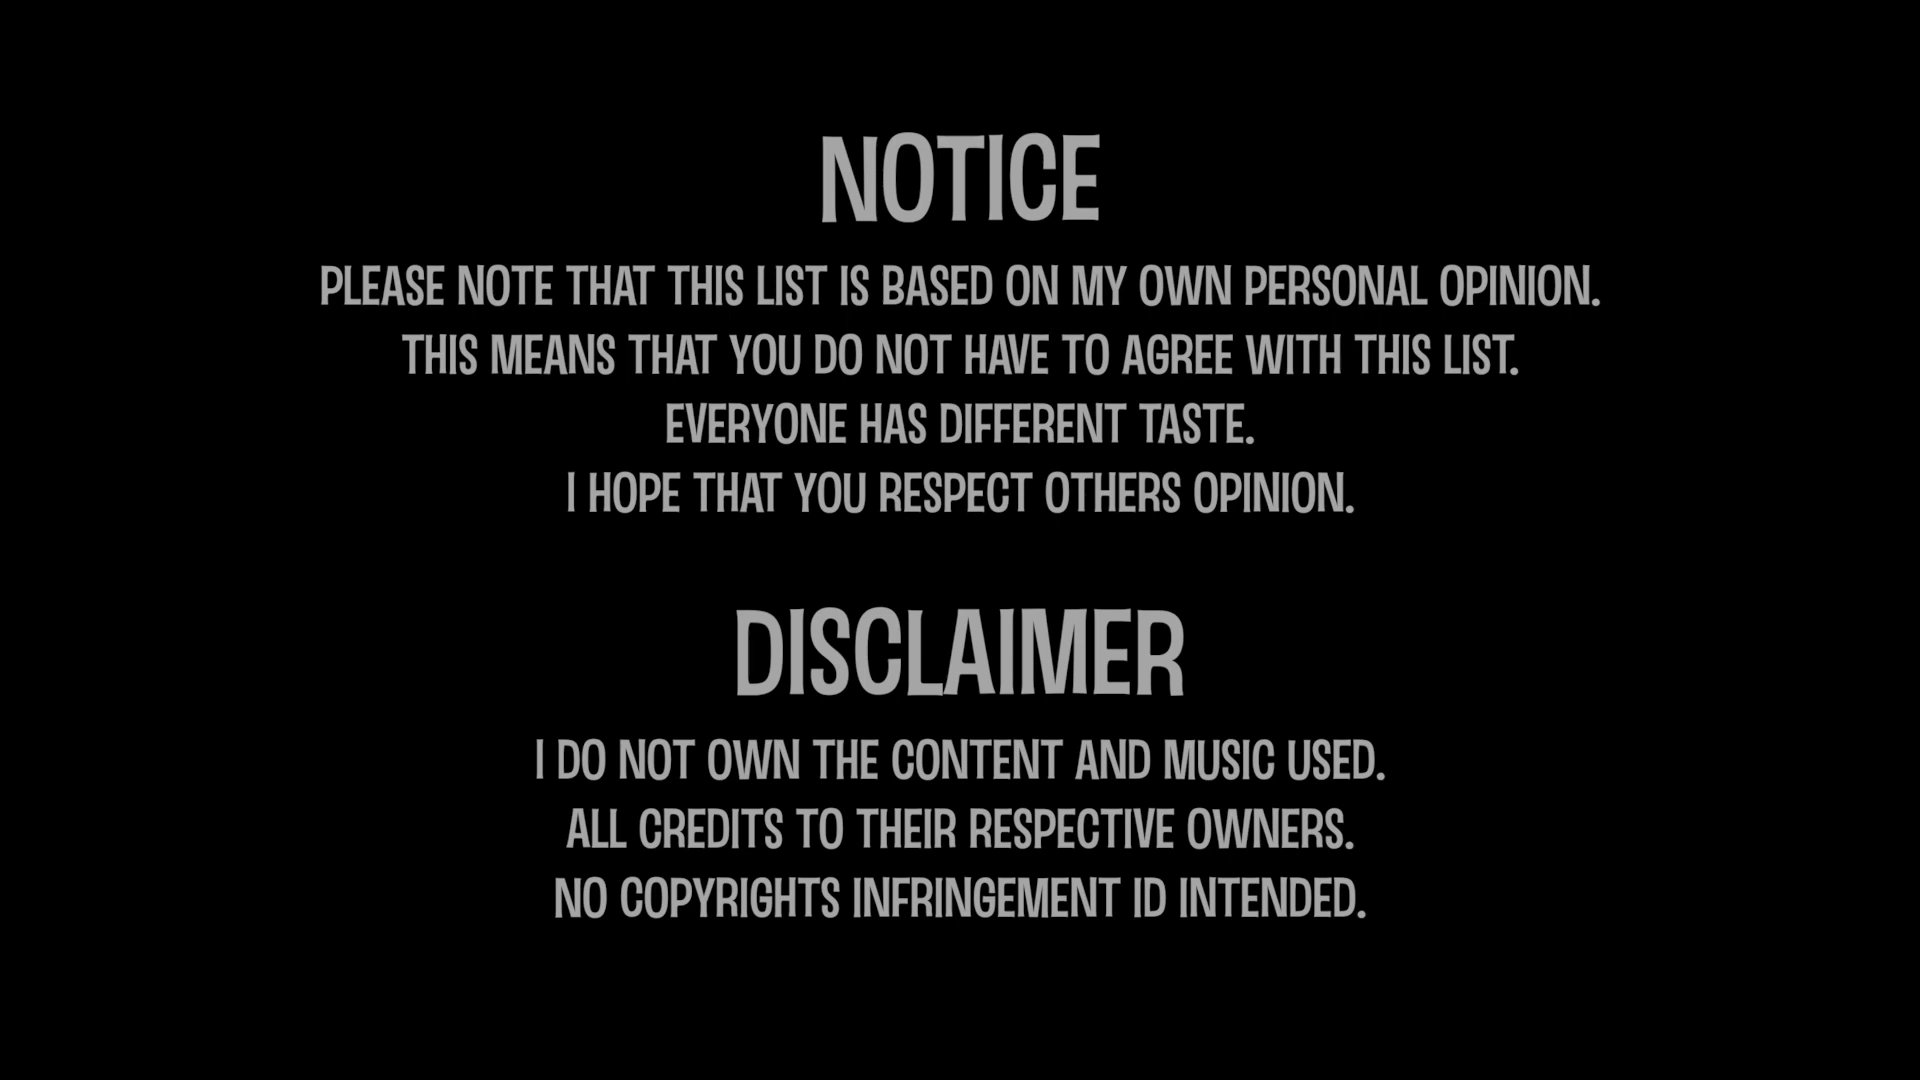 NOTICE
PLEASE NOTE THAT THIS LIST IS BASED ON MY OWN PERSONAL OPINION.
THIS MEANS THAT YOU DO NOT HAVE TO AGREE WITH THIS LIST.
EVERYONE HAS DIFFERENT TASTE.
I HOPE THAT YOU RESPECT OTHERS OPINION.
DISCLAIMER
I DO NOT OWN THE CONTENT AND MUSIC USED.
ALL CREDITS TO THEIR RESPECTIVE OWNERS.
NO COPYRIGHTS INFRINGEMENT ID INTENDED.